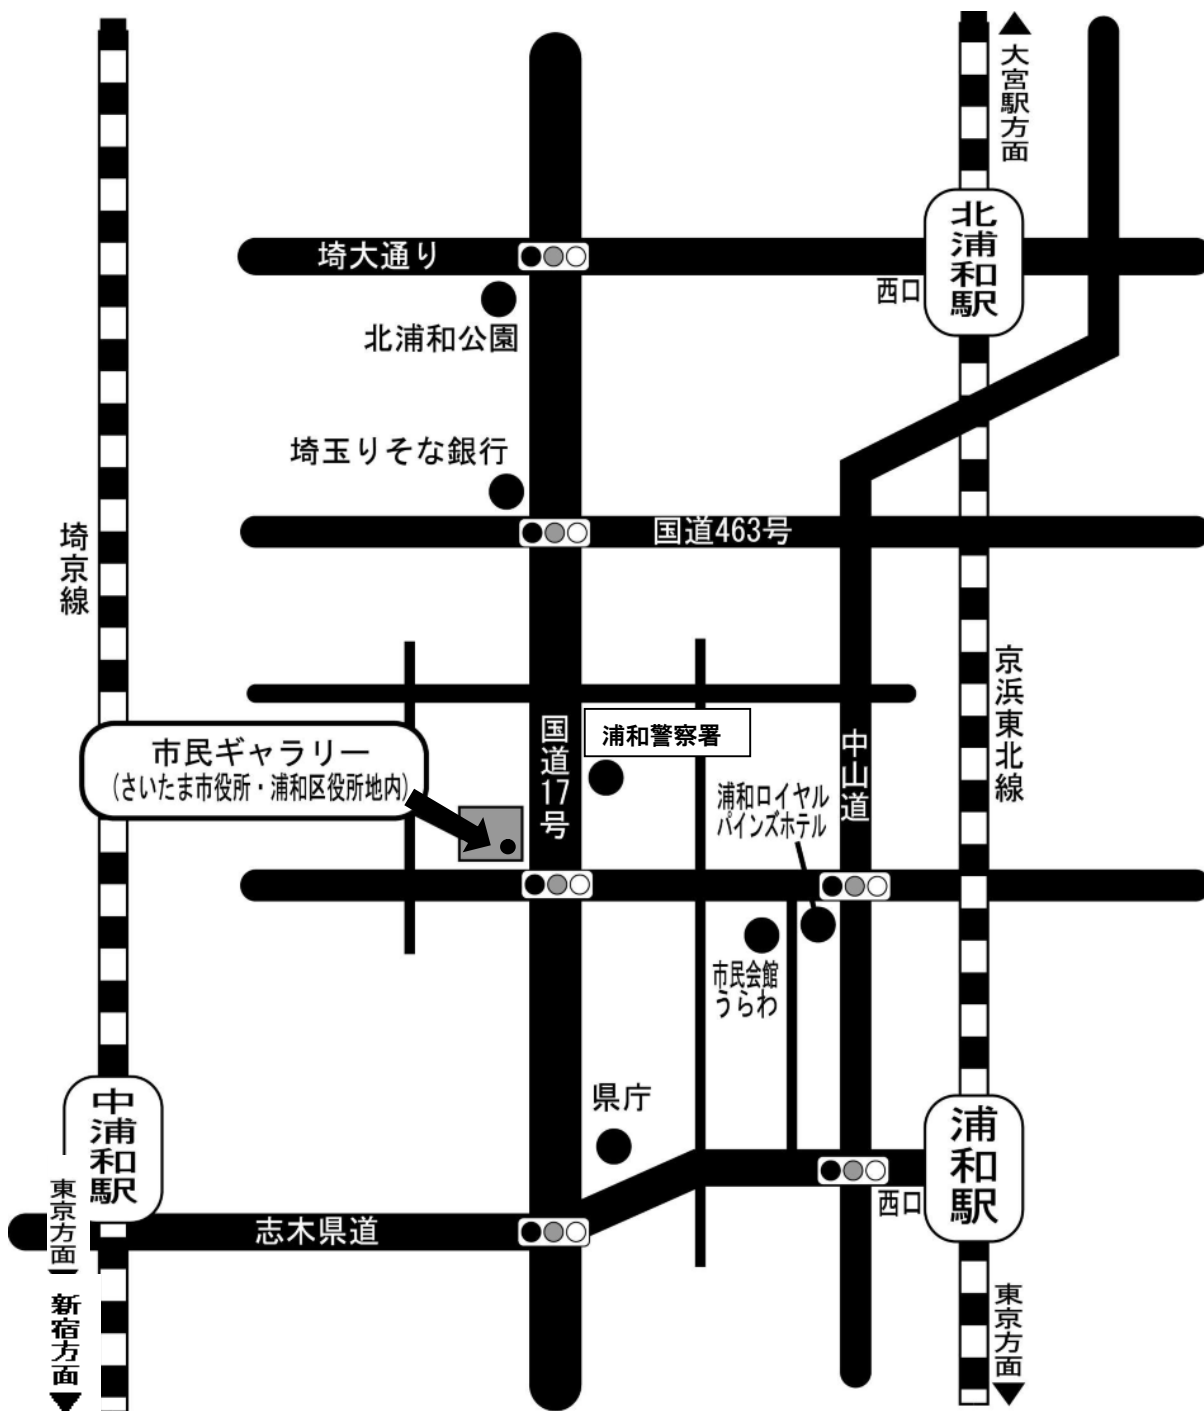 大宮駅方面
北浦和駅
埼大通り
西口
北浦和公園
埼玉りそな銀行
国道463号
埼京線
京浜東北線
国道17号
浦和警察署
中山道
市民ギャラリー
(さいたま市役所・浦和区役所地内)
浦和ロイヤル
パインズホテル
市民会館
うらわ
県庁
中浦和駅
浦和駅
西口
東京方面
志木県道
新宿方面
東京方面